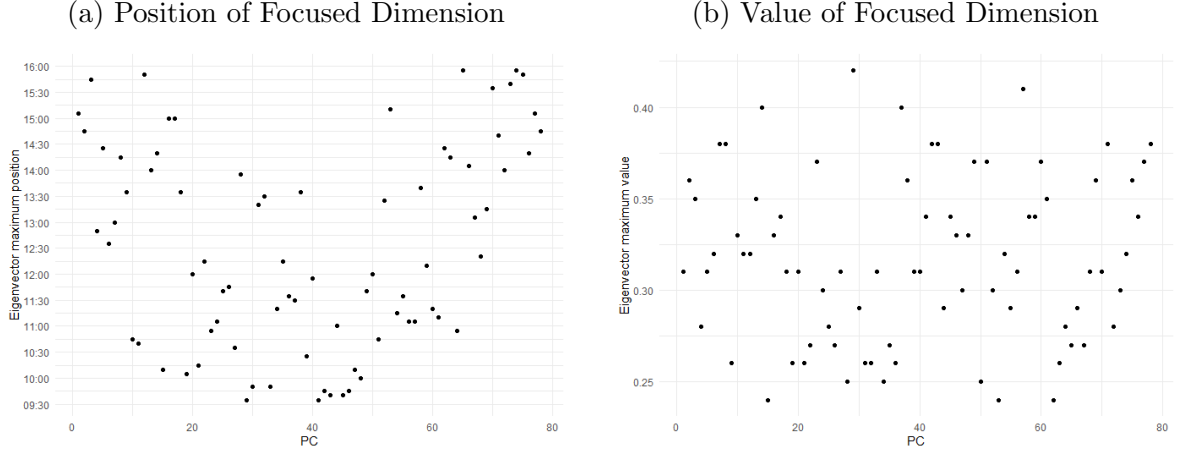 (a) Position of Focused Dimension
16:00
15:30
15:00
14:30
14:00
13:30
13:00
12:30
12:00
11:30
11:00
10:30
10:00
09:30
Eigenvector maximum position
0 20 40 60 80
PC
(b) Value of Focused Dimension
0.40
0.35
0.30
0.25
Eigenvector maximum value
0 20 40 60 80
PC